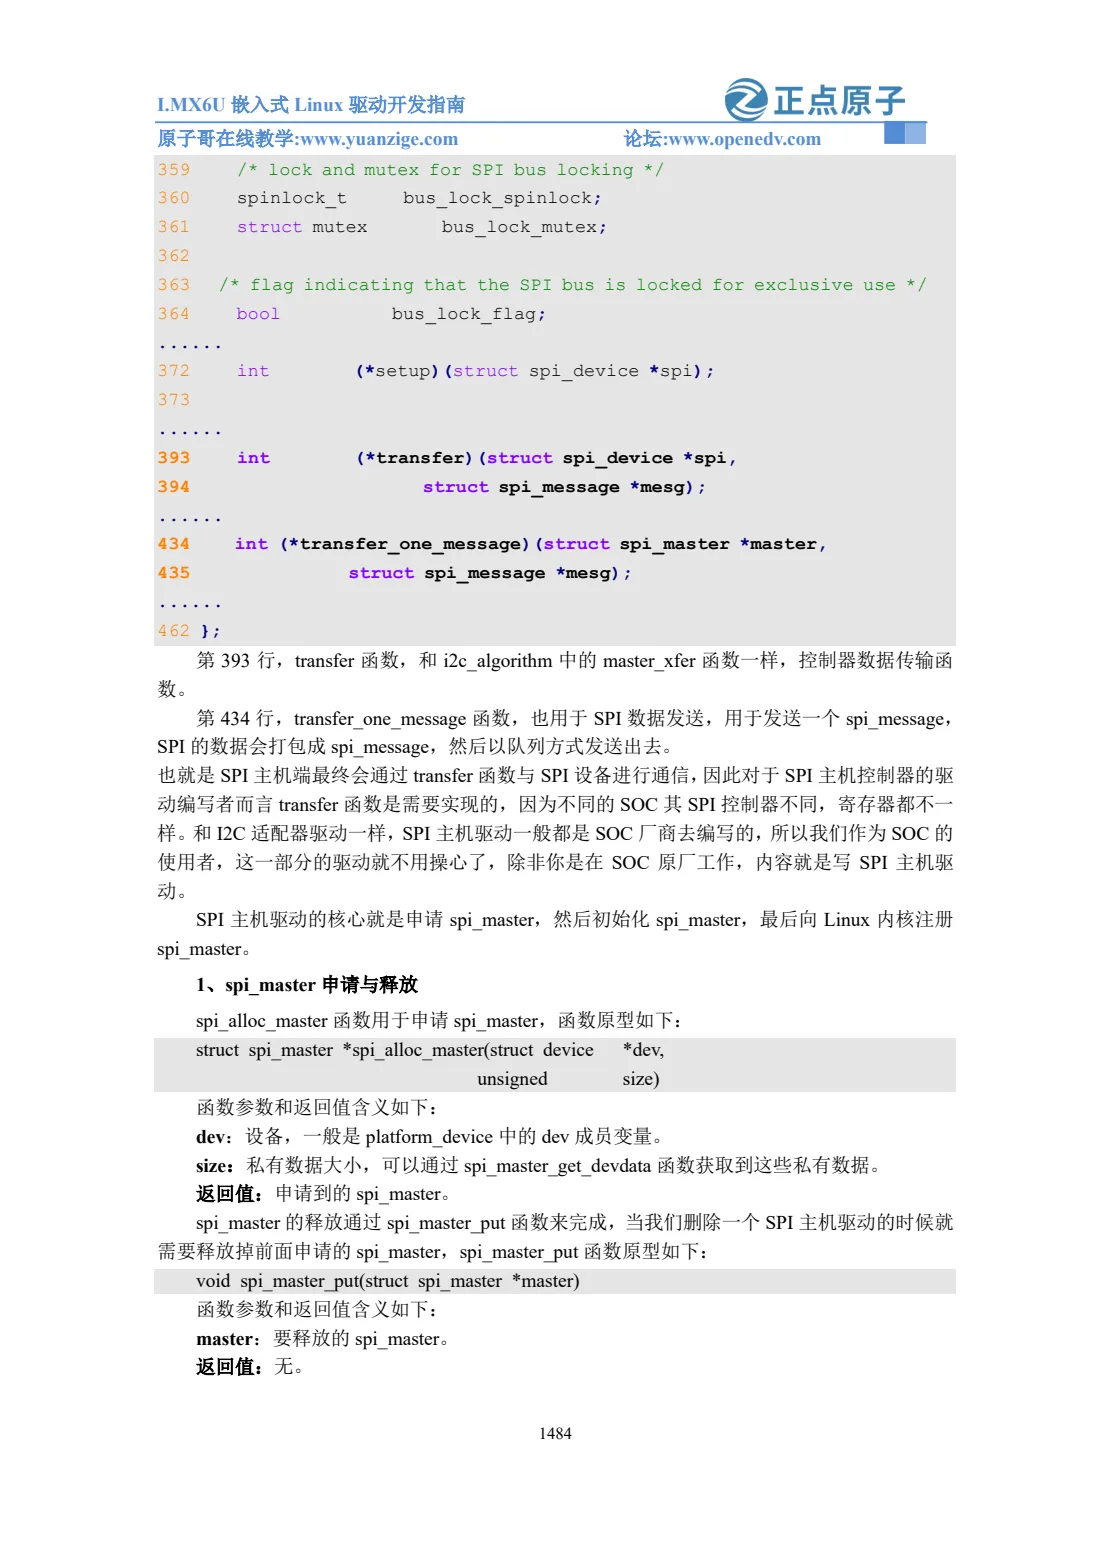 I.MX6U 嵌入式 Linux 驱动开发指南
正点原子
原子哥在线教学:www.yuanzige.com 论坛:www.openedv.com
359 /* lock and mutex for SPI bus locking */
360 spinlock_t bus_lock_spinlock;
361 struct mutex bus_lock_mutex;
362
363 /* flag indicating that the SPI bus is locked for exclusive use */
364 bool bus_lock_flag;
......
372 int (*setup)(struct spi_device *spi);
373
......
393 int (*transfer)(struct spi_device *spi,
394 struct spi_message *mesg);
......
434 int (*transfer_one_message)(struct spi_master *master,
435 struct spi_message *mesg);
......
462 };
第 393 行，transfer 函数，和 i2c_algorithm 中的 master_xfer 函数一样，控制器数据传输函
数。
第 434 行，transfer_one_message 函数，也用于 SPI 数据发送，用于发送一个 spi_message，
SPI 的数据会打包成 spi_message，然后以队列方式发送出去。
也就是 SPI 主机端最终会通过 transfer 函数与 SPI 设备进行通信，因此对于 SPI 主机控制器的驱
动编写者而言 transfer 函数是需要实现的，因为不同的 SOC 其 SPI 控制器不同，寄存器都不一
样。和 I2C 适配器驱动一样，SPI 主机驱动一般都是 SOC 厂商去编写的，所以我们作为 SOC 的
使用者，这一部分的驱动就不用操心了，除非你是在 SOC 原厂工作，内容就是写 SPI 主机驱
动。
SPI 主机驱动的核心就是申请 spi_master，然后初始化 spi_master，最后向 Linux 内核注册
spi_master。
1、spi_master 申请与释放
spi_alloc_master 函数用于申请 spi_master，函数原型如下：
struct spi_master *spi_alloc_master(struct device *dev,
unsigned size)
函数参数和返回值含义如下：
dev：设备，一般是 platform_device 中的 dev 成员变量。
size：私有数据大小，可以通过 spi_master_get_devdata 函数获取到这些私有数据。
返回值：申请到的 spi_master。
spi_master 的释放通过 spi_master_put 函数来完成，当我们删除一个 SPI 主机驱动的时候就
需要释放掉前面申请的 spi_master，spi_master_put 函数原型如下：
void spi_master_put(struct spi_master *master)
函数参数和返回值含义如下：
master：要释放的 spi_master。
返回值：无。
1484